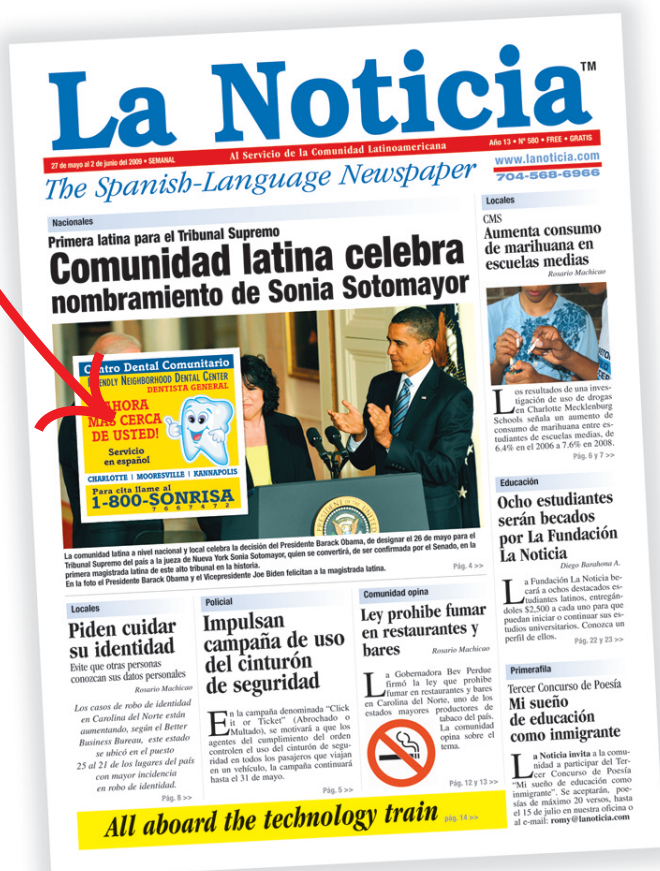 La Noticia™
27 de mayo al 2 de junio del 2009 • SEMANAL
Al Servicio de la Comunidad Latinoamericana
Año 13 • Nº 580 • FREE • GRATIS
The Spanish-Language Newspaper
www.lanoticia.com
704-568-6966
Nacionales
Primera latina para el Tribunal Supremo
Comunidad latina celebra
nombramiento de Sonia Sotomayor
Centro Dental Comunitario
FRIENDLY NEIGHBORHOOD DENTAL CENTER
DENTISTA GENERAL
¡AHORA
MÁS CERCA
DE USTED!
Servicio
en español
CHARLOTTE | MOORESVILLE | KANNAPOLIS
Para cita llame al
1-800-SONRISA
7 6 6 7 4 7 2
La comunidad latina a nivel nacional y local celebra la decisión del Presidente Barack Obama, de designar el 26 de mayo para el
Tribunal Supremo del país a la jueza de Nueva York Sonia Sotomayor, quien se convertirá, de ser confirmada por el Senado, en la
primera magistrada latina de este alto tribunal en la historia.
En la foto el Presidente Barack Obama y el Vicepresidente Joe Biden felicitan a la magistrada latina.
Pág. 4 >>
Locales
CMS
Aumenta consumo
de marihuana en
escuelas medias
Rosario Machicao
Los resultados de una inves-
tigación de uso de drogas
en Charlotte Mecklenburg
Schools señala un aumento de
consumo de marihuana entre es-
tudiantes de escuelas medias, de
6.4% en el 2006 a 7.6% en 2008.
Pág. 6 y 7 >>
Educación
Ocho estudiantes
serán becados
por La Fundación
La Noticia
Diego Barahona A.
La Fundación La Noticia be-
cará a ochos destacados es-
tudiantes latinos, entregán-
doles $2,500 a cada uno para que
puedan iniciar o continuar sus es-
tudios universitarios. Conozca un
perfil de ellos.
Pág. 22 y 23 >>
Locales
Piden cuidar
su identidad
Evite que otras personas
conozcan sus datos personales
Rosario Machicao
Los casos de robo de identidad
en Carolina del Norte están
aumentando, según el Better
Business Bureau, este estado
se ubicó en el puesto
25 al 21 de los lugares del país
con mayor incidencia
en robo de identidad.
Pág. 8 >>
Policial
Impulsan
campaña de uso
del cinturón
de seguridad
En la campaña denominada “Click
it or Ticket” (Abrochado o
Multado), se motivará a que los
agentes del cumplimiento del orden
controlen el uso del cinturón de segu-
ridad en todos los pasajeros que viajan
en un vehículo, la campaña continuará
hasta el 31 de mayo.
Pág. 5 >>
Comunidad opina
Ley prohibe fumar
en restaurantes y
bares
Rosario Machicao
La Gobernadora Bev Perdue
firmó la ley que prohibe
fumar en restaurantes y bares
en Carolina del Norte, uno de los
estados mayores productores de
tabaco del país.
La comunidad
opina sobre el
tema.
Pág. 12 y 13 >>
Primerafila
Tercer Concurso de Poesía
Mi sueño
de educación
como inmigrante
La Noticia invita a la comu-
nidad a participar del Ter-
cer Concurso de Poesía
“Mi sueño de educación como
inmigrante”. Se aceptarán, poe-
sías de máximo 20 versos, hasta
el 15 de julio en nuestra oficina o
al e-mail: romy@lanoticia.com
All aboard the technology train pág. 14 >>